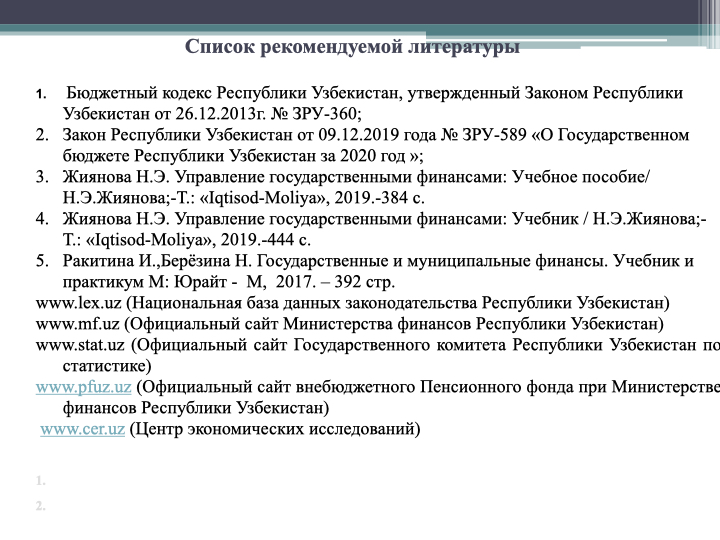 Список рекомендуемой литературы
1. Бюджетный кодекс Республики Узбекистан, утвержденный Законом Республики
Узбекистан от 26.12.2013г. № ЗРУ-360;
2. Закон Республики Узбекистан от 09.12.2019 года № ЗРУ-589 «О Государственном
бюджете Республики Узбекистан за 2020 год »;
3. Жиянова Н.Э. Управление государственными финансами: Учебное пособие/
Н.Э.Жиянова;-Т.: «Iqtisod-Moliya», 2019.-384 с.
4. Жиянова Н.Э. Управление государственными финансами: Учебник / Н.Э.Жиянова;-
Т.: «Iqtisod-Moliya», 2019.-444 с.
5. Ракитина И.,Берёзина Н. Государственные и муниципальные финансы. Учебник и
практикум М: Юрайт - М, 2017. – 392 стр.
www.lex.uz (Национальная база данных законодательства Республики Узбекистан)
www.mf.uz (Официальный сайт Министерства финансов Республики Узбекистан)
www.stat.uz (Официальный сайт Государственного комитета Республики Узбекистан по
статистике)
www.pfuz.uz (Официальный сайт внебюджетного Пенсионного фонда при Министерстве
финансов Республики Узбекистан)
www.cer.uz (Центр экономических исследований)
1.
2.